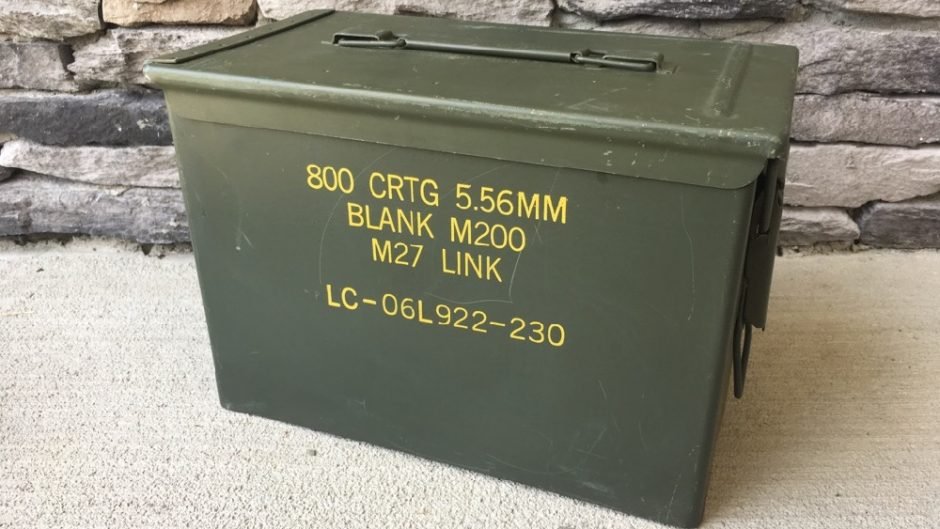 800 CRTG 5.56MM
BLANK M200
M27 LINK
LC-06L922-230